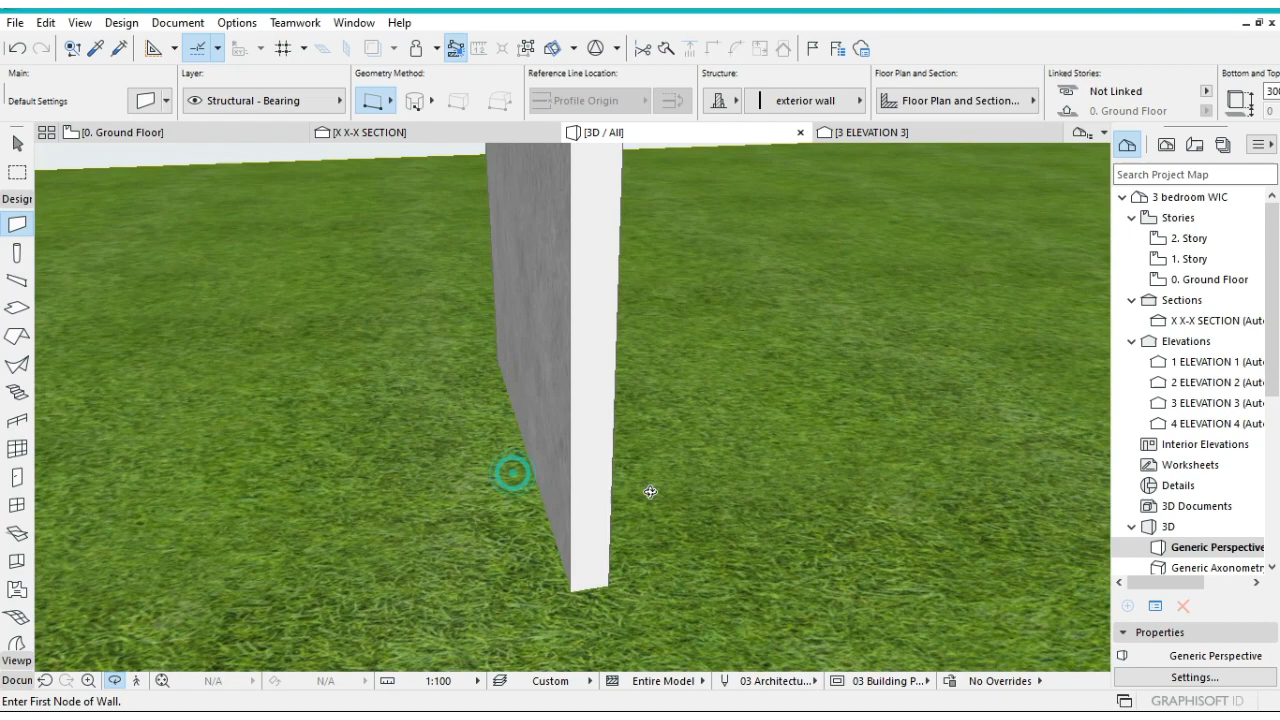 File Edit View Design Document Options Teamwork Window Help
Main: Layer: Geometry Method: Reference Line Location: Structure: Floor Plan and Section: Linked Stories: Bottom and Top
Default Settings Structural - Bearing Profile Origin exterior wall Floor Plan and Section... Not Linked 300
0. Ground Floor 0
[0. Ground Floor] [X X-X SECTION] [3D / All] [3 ELEVATION 3]
Desigr
Search Project Map
3 bedroom WIC
Stories
2. Story
1. Story
0. Ground Floor
Sections
X X-X SECTION (Aut
Elevations
1 ELEVATION 1 (Aut
2 ELEVATION 2 (Aut
3 ELEVATION 3 (Aut
4 ELEVATION 4 (Aut
Interior Elevations
Worksheets
Details
3D Documents
3D
Generic Perspective
Generic Axonometr
Properties
Generic Perspective
Settings...
Viewp
Docun N/A N/A 1:100 Custom Entire Model 03 Architectu... 03 Building P... No Overrides
Enter First Node of Wall. GRAPHISOFT ID